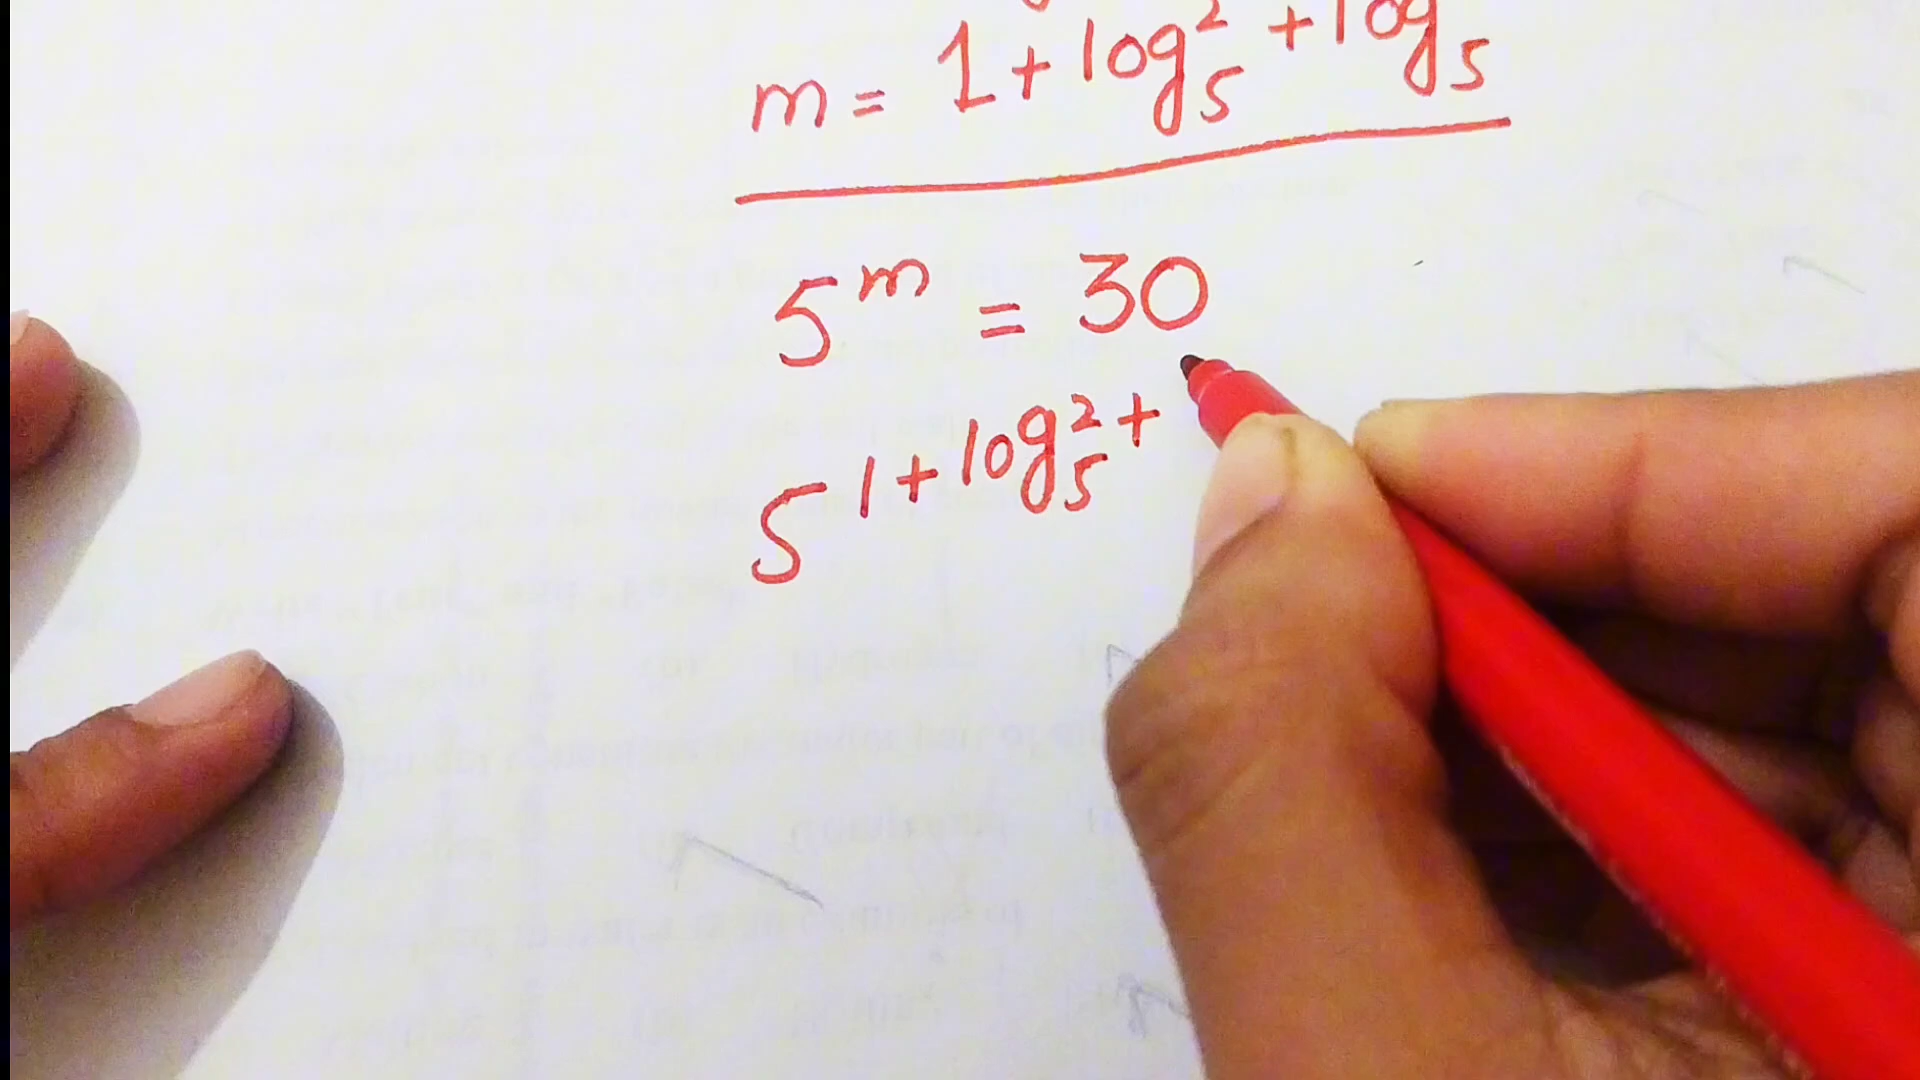 m = 1 + log₅² + log₅
5ᵐ = 30
5^(1 + log₅² +